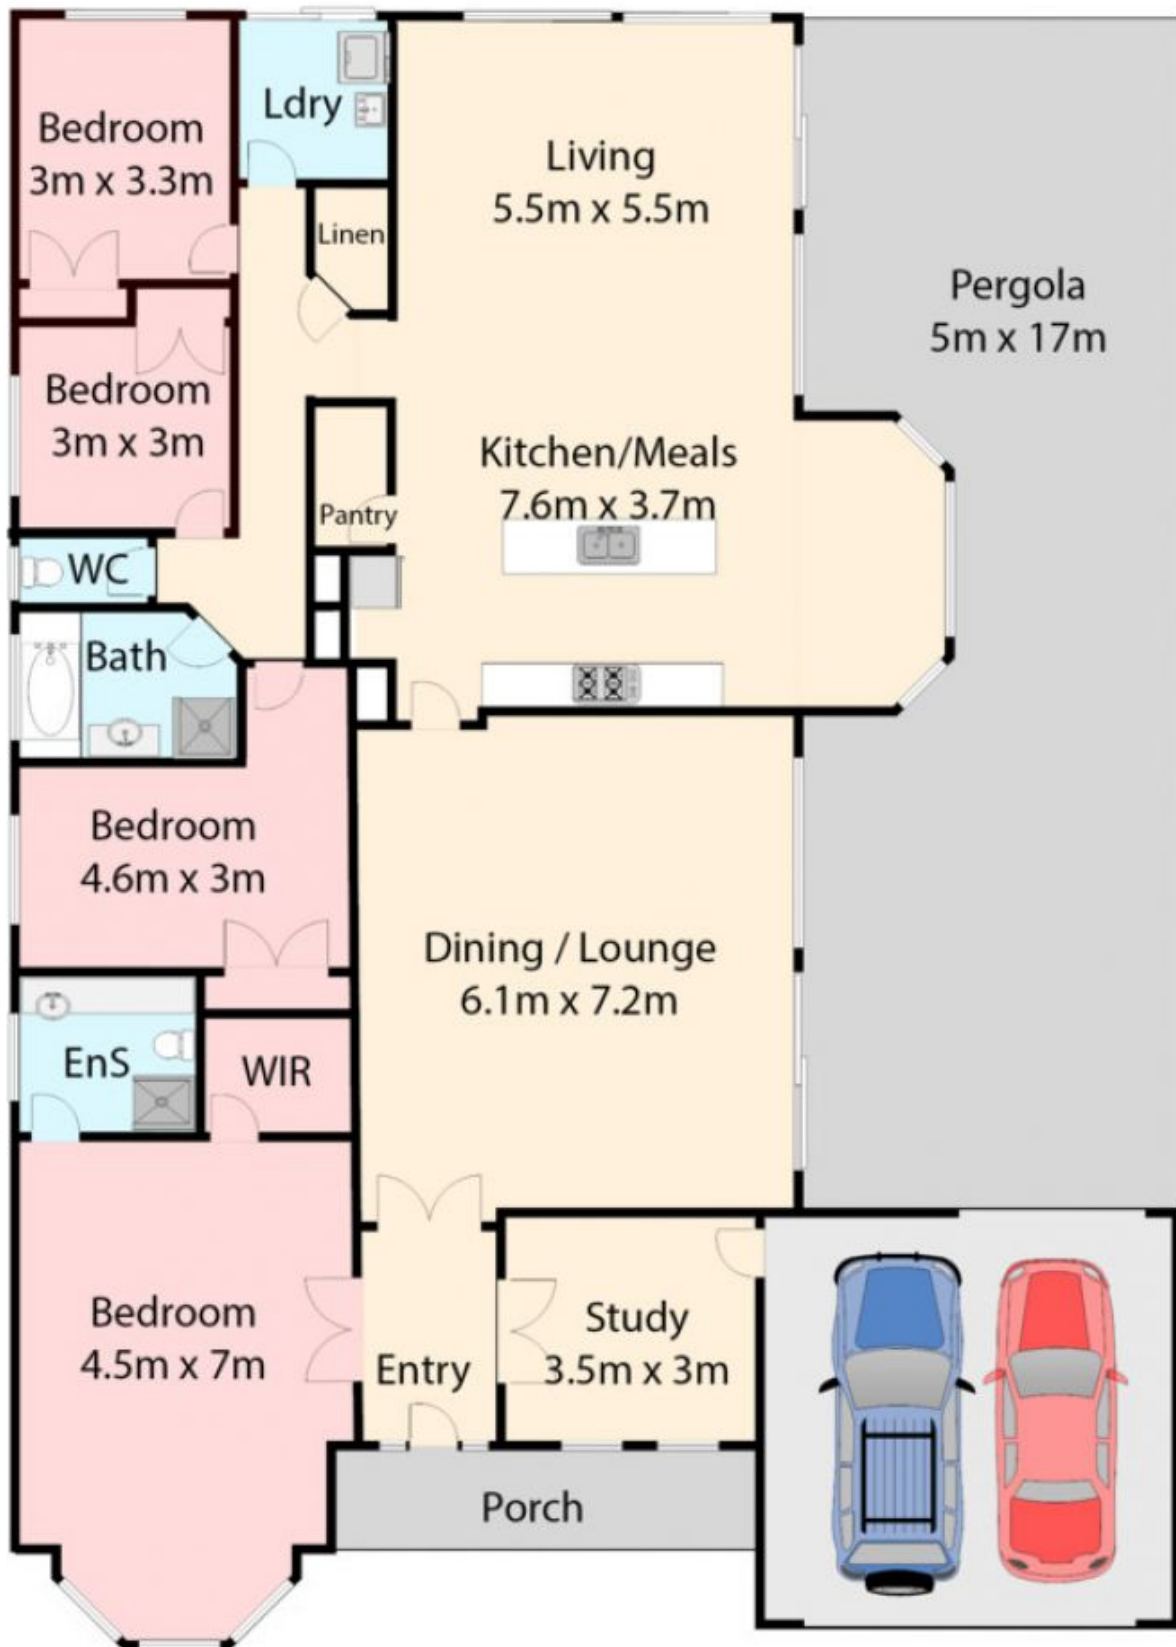 Bedroom
3m x 3.3m
Ldry
Living
5.5m x 5.5m
Linen
Pergola
5m x 17m
Bedroom
3m x 3m
Kitchen/Meals
7.6m x 3.7m
Pantry
WC
Bath
Bedroom
4.6m x 3m
Dining / Lounge
6.1m x 7.2m
EnS
WIR
Bedroom
4.5m x 7m
Entry
Study
3.5m x 3m
Porch